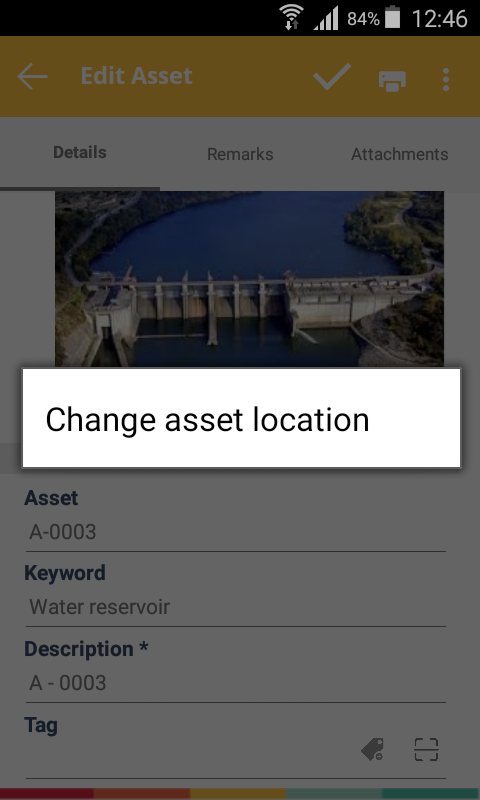 84% 12:46
Edit Asset
Details Remarks Attachments
Change asset location
Asset
A-0003
Keyword
Water reservoir
Description *
A - 0003
Tag